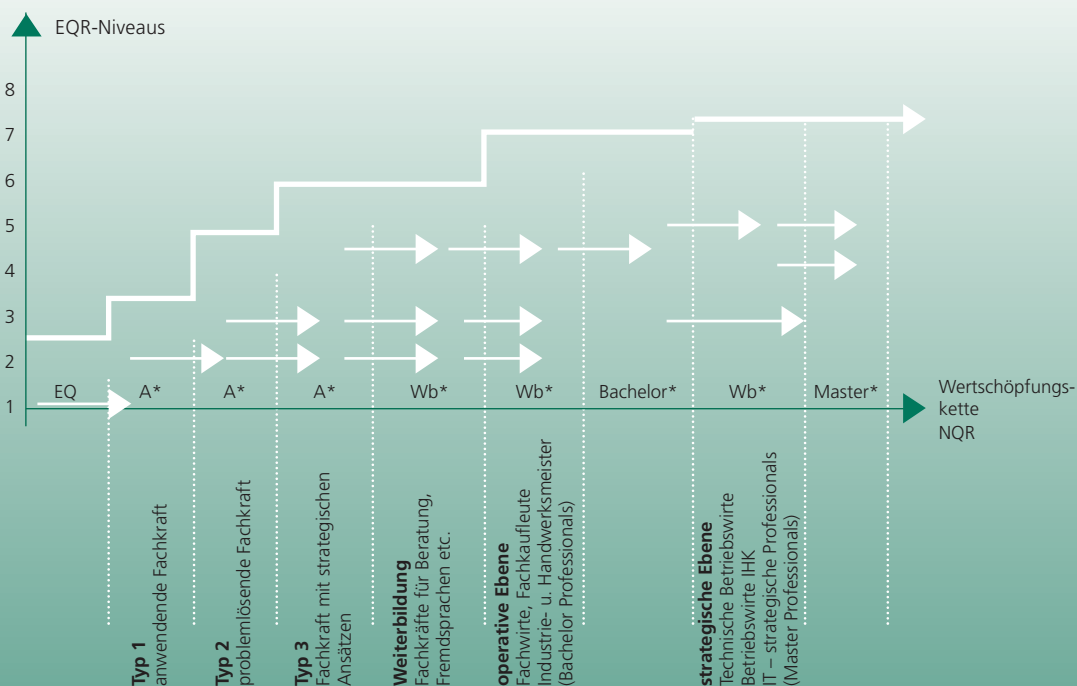 EQR-Niveaus
8
7
6
5
4
3
2
1
EQ
A*
A*
A*
Wb*
Wb*
Bachelor*
Wb*
Master*
Wertschöpfungs-
kette
NQR
Typ 1
anwendende Fachkraft
Typ 2
problemlösende Fachkraft
Typ 3
Fachkraft mit strategischen
Ansätzen
Weiterbildung
Fachkräfte für Beratung,
Fremdsprachen etc.
operative Ebene
Fachwirte, Fachkaufleute
Industrie- u. Handwerksmeister
(Bachelor Professionals)
strategische Ebene
Technische Betriebswirte
Betriebswirte IHK
IT – strategische Professionals
(Master Professionals)